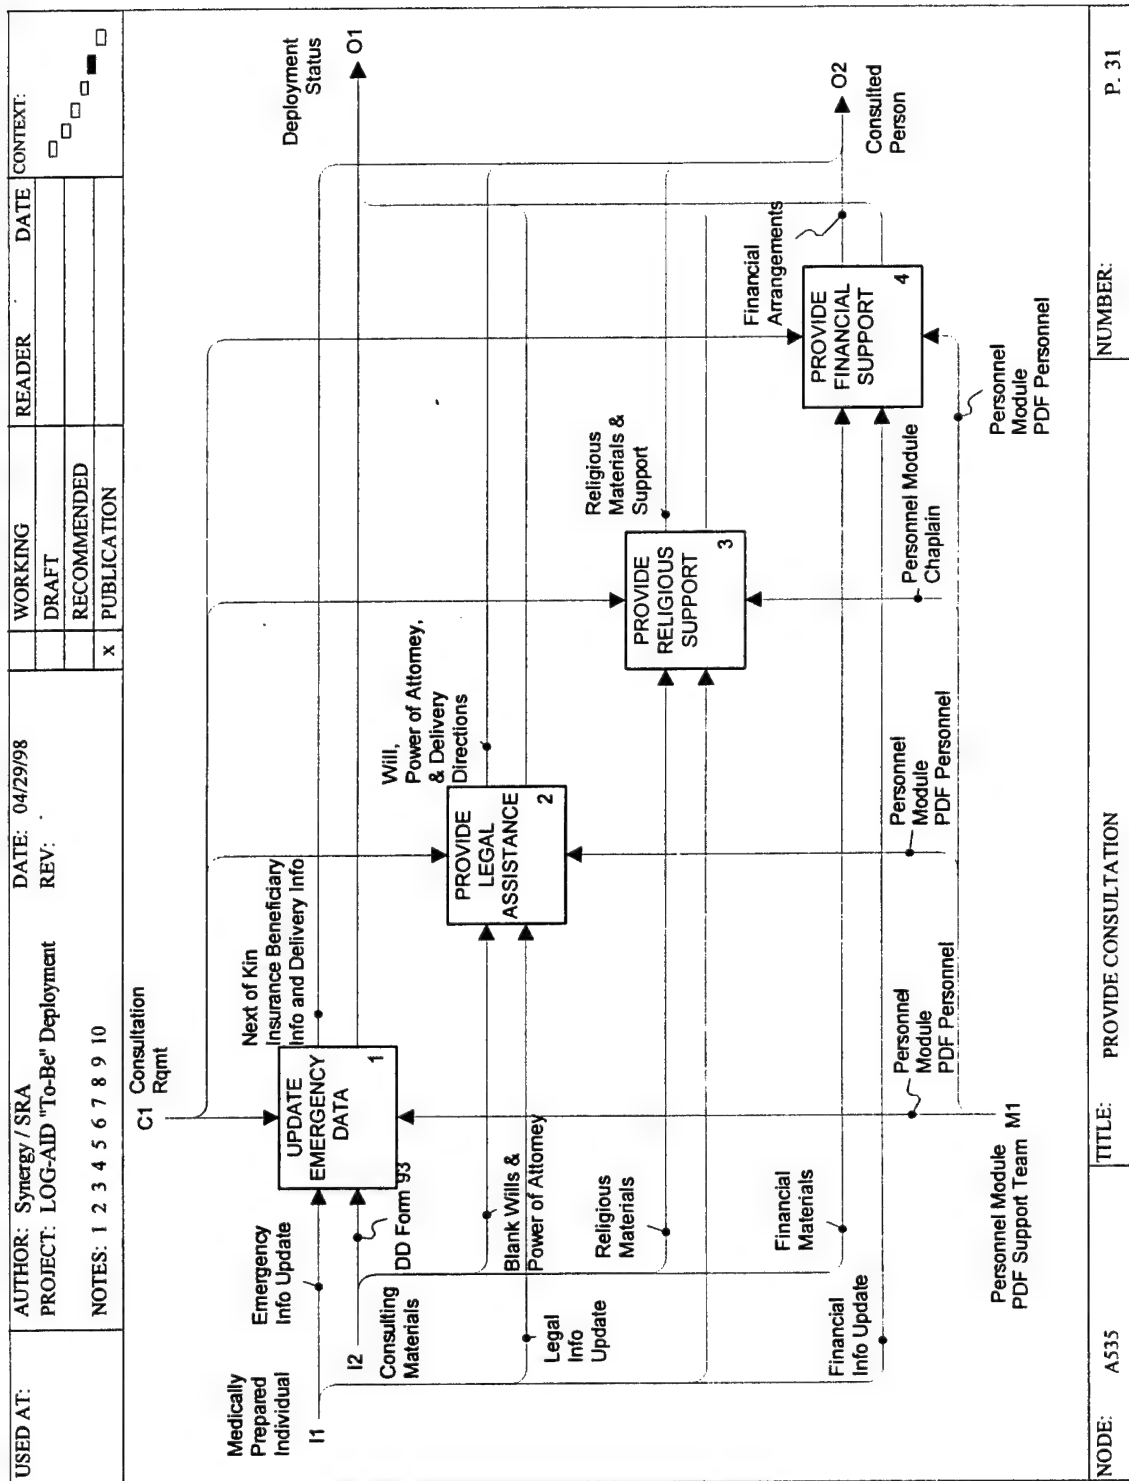 USED AT:
AUTHOR: Synergy / SRA
DATE: 04/29/98
PROJECT: LOG-AID "To-Be" Deployment
REV:
NOTES: 1 2 3 4 5 6 7 8 9 10
WORKING
DRAFT
RECOMMENDED
x PUBLICATION
READER
DATE
CONTEXT:
C1
Consultation
Rqmt
Medically
Prepared
Individual
I1
Emergency
Info Update
I2
Consulting
Materials
DD Form 93
UPDATE
EMERGENCY
DATA
1
Next of Kin
Insurance Beneficiary
Info and Delivery Info
Deployment
Status
O1
Blank Wills &
Power of Attorney
Legal
Info
Update
PROVIDE
LEGAL
ASSISTANCE
2
Will,
Power of Attorney,
& Delivery
Directions
Religious
Materials
PROVIDE
RELIGIOUS
SUPPORT
3
Religious
Materials &
Support
Financial
Materials
Financial
Info Update
PROVIDE
FINANCIAL
SUPPORT
4
Financial
Arrangements
O2
Consulted
Person
Personnel
Module
PDF Personnel
Personnel
Module
PDF Personnel
Personnel Module
Chaplain
Personnel
Module
PDF Personnel
Personnel Module
PDF Support Team M1
NODE: A535
TITLE: PROVIDE CONSULTATION
NUMBER:
P. 31